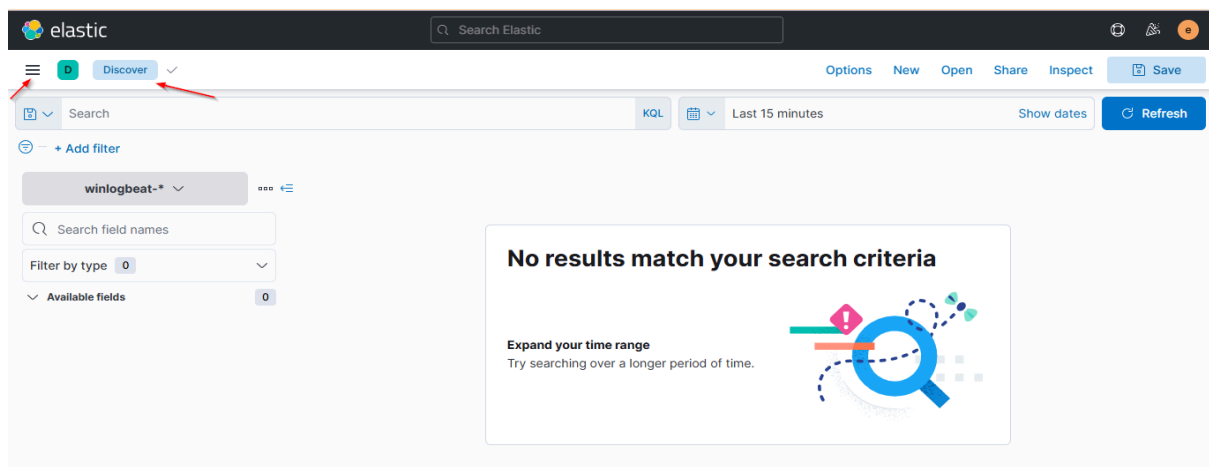 elastic
Search Elastic
e
D
Discover
Options
New
Open
Share
Inspect
Save
Search
KQL
Last 15 minutes
Show dates
Refresh
+ Add filter
winlogbeat-*
Search field names
Filter by type 0
Available fields 0
No results match your search criteria
Expand your time range
Try searching over a longer period of time.